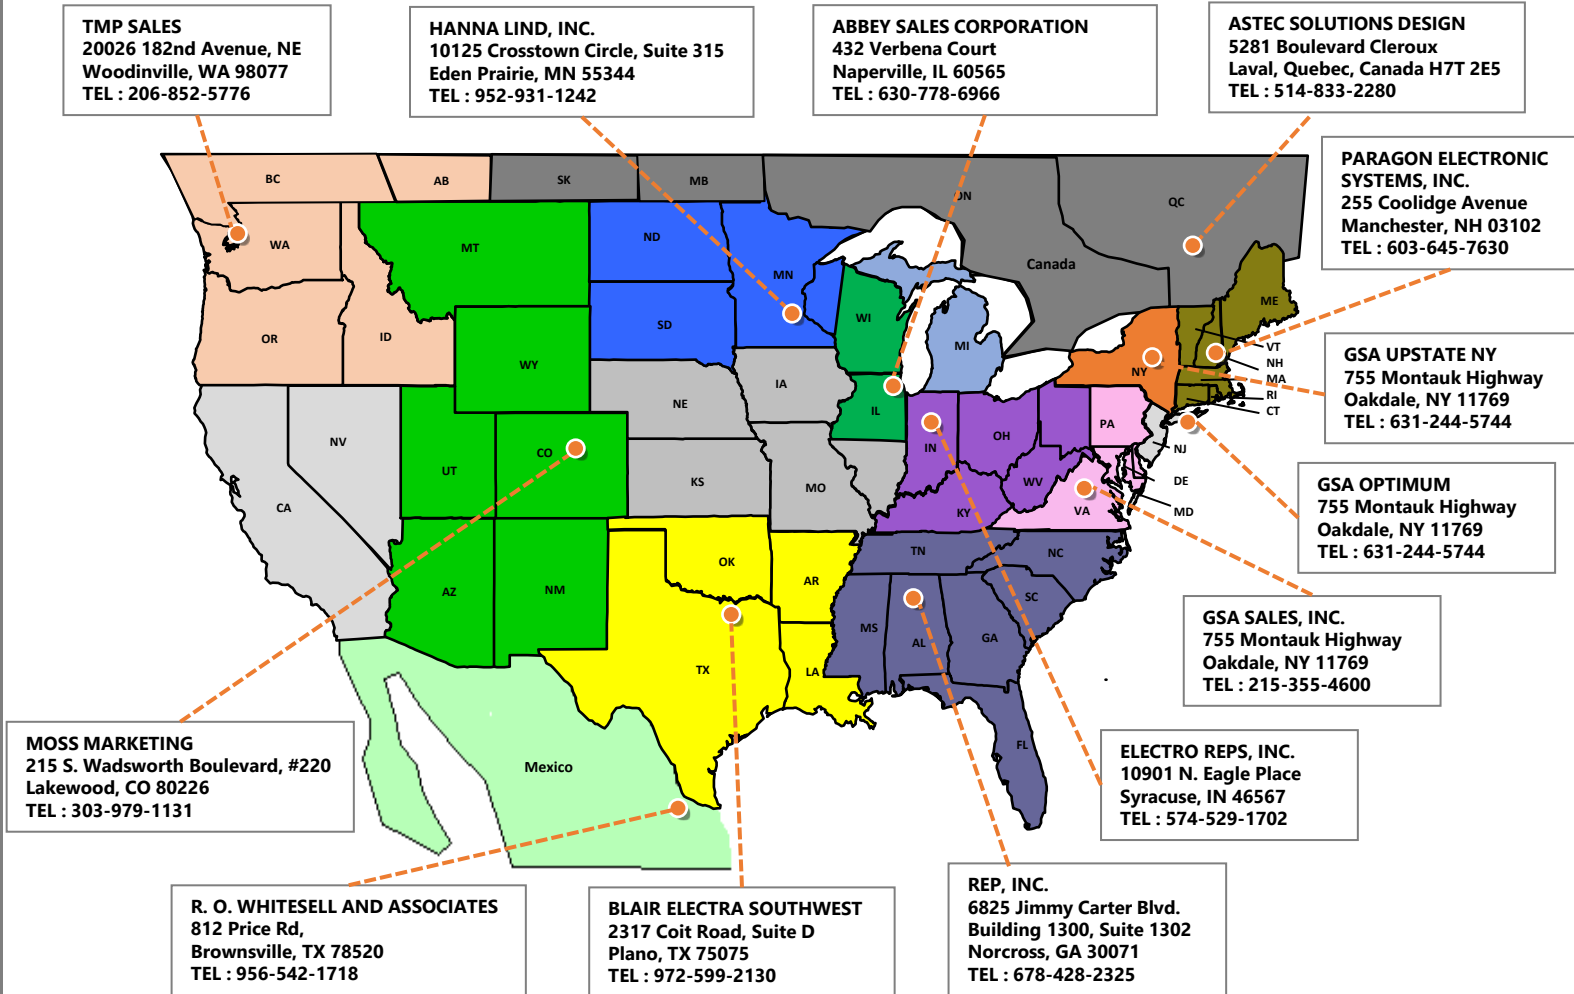 TMP SALES
20026 182nd Avenue, NE
Woodinville, WA 98077
TEL : 206-852-5776
HANNA LIND, INC.
10125 Crosstown Circle, Suite 315
Eden Prairie, MN 55344
TEL : 952-931-1242
ABBEY SALES CORPORATION
432 Verbena Court
Naperville, IL 60565
TEL : 630-778-6966
ASTEC SOLUTIONS DESIGN
5281 Boulevard Cleroux
Laval, Quebec, Canada H7T 2E5
TEL : 514-833-2280
PARAGON ELECTRONIC
SYSTEMS, INC.
255 Coolidge Avenue
Manchester, NH 03102
TEL : 603-645-7630
GSA UPSTATE NY
755 Montauk Highway
Oakdale, NY 11769
TEL : 631-244-5744
GSA OPTIMUM
755 Montauk Highway
Oakdale, NY 11769
TEL : 631-244-5744
GSA SALES, INC.
755 Montauk Highway
Oakdale, NY 11769
TEL : 215-355-4600
ELECTRO REPS, INC.
10901 N. Eagle Place
Syracuse, IN 46567
TEL : 574-529-1702
REP, INC.
6825 Jimmy Carter Blvd.
Building 1300, Suite 1302
Norcross, GA 30071
TEL : 678-428-2325
BLAIR ELECTRA SOUTHWEST
2317 Coit Road, Suite D
Plano, TX 75075
TEL : 972-599-2130
R. O. WHITESELL AND ASSOCIATES
812 Price Rd,
Brownsville, TX 78520
TEL : 956-542-1718
MOSS MARKETING
215 S. Wadsworth Boulevard, #220
Lakewood, CO 80226
TEL : 303-979-1131
BC
AB
SK
MB
ON
QC
Canada
WA
MT
ND
MN
OR
ID
SD
WI
MI
ME
WY
NY
VT
NH
MA
RI
CT
IA
NE
IL
NV
UT
CO
KS
MO
IN
OH
PA
NJ
DE
MD
WV
VA
KY
CA
AZ
NM
OK
AR
TN
NC
SC
MS
AL
GA
TX
LA
FL
Mexico